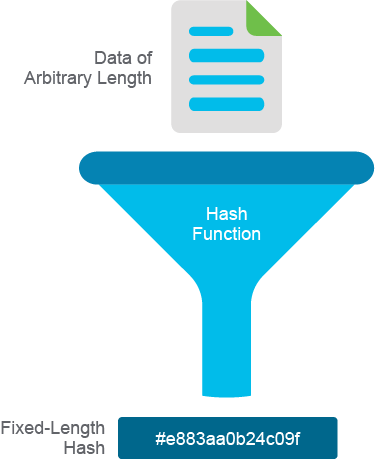 Data of
Arbitrary Length
Hash
Function
Fixed-Length
Hash
#e883aa0b24c09f